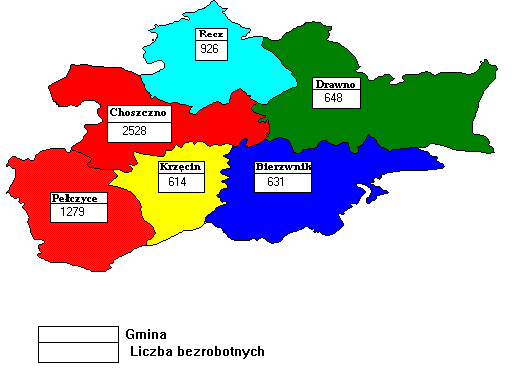 Recz
926
Drawno
648
Choszczno
2528
Krzęcin
614
Bierzwnik
631
Pełczyce
1279
Gmina
Liczba bezrobotnych